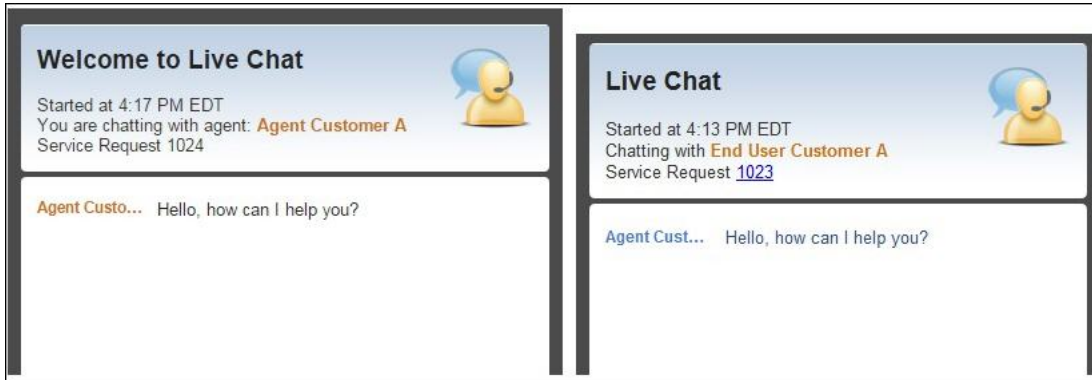 Welcome to Live Chat
Started at 4:17 PM EDT
You are chatting with agent: Agent Customer A
Service Request 1024
Agent Custo... Hello, how can I help you?
Live Chat
Started at 4:13 PM EDT
Chatting with End User Customer A
Service Request 1023
Agent Cust... Hello, how can I help you?